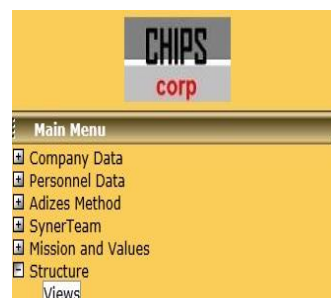 CHIPS
corp
Main Menu
Company Data
Personnel Data
Adizes Method
SynerTeam
Mission and Values
Structure
Views